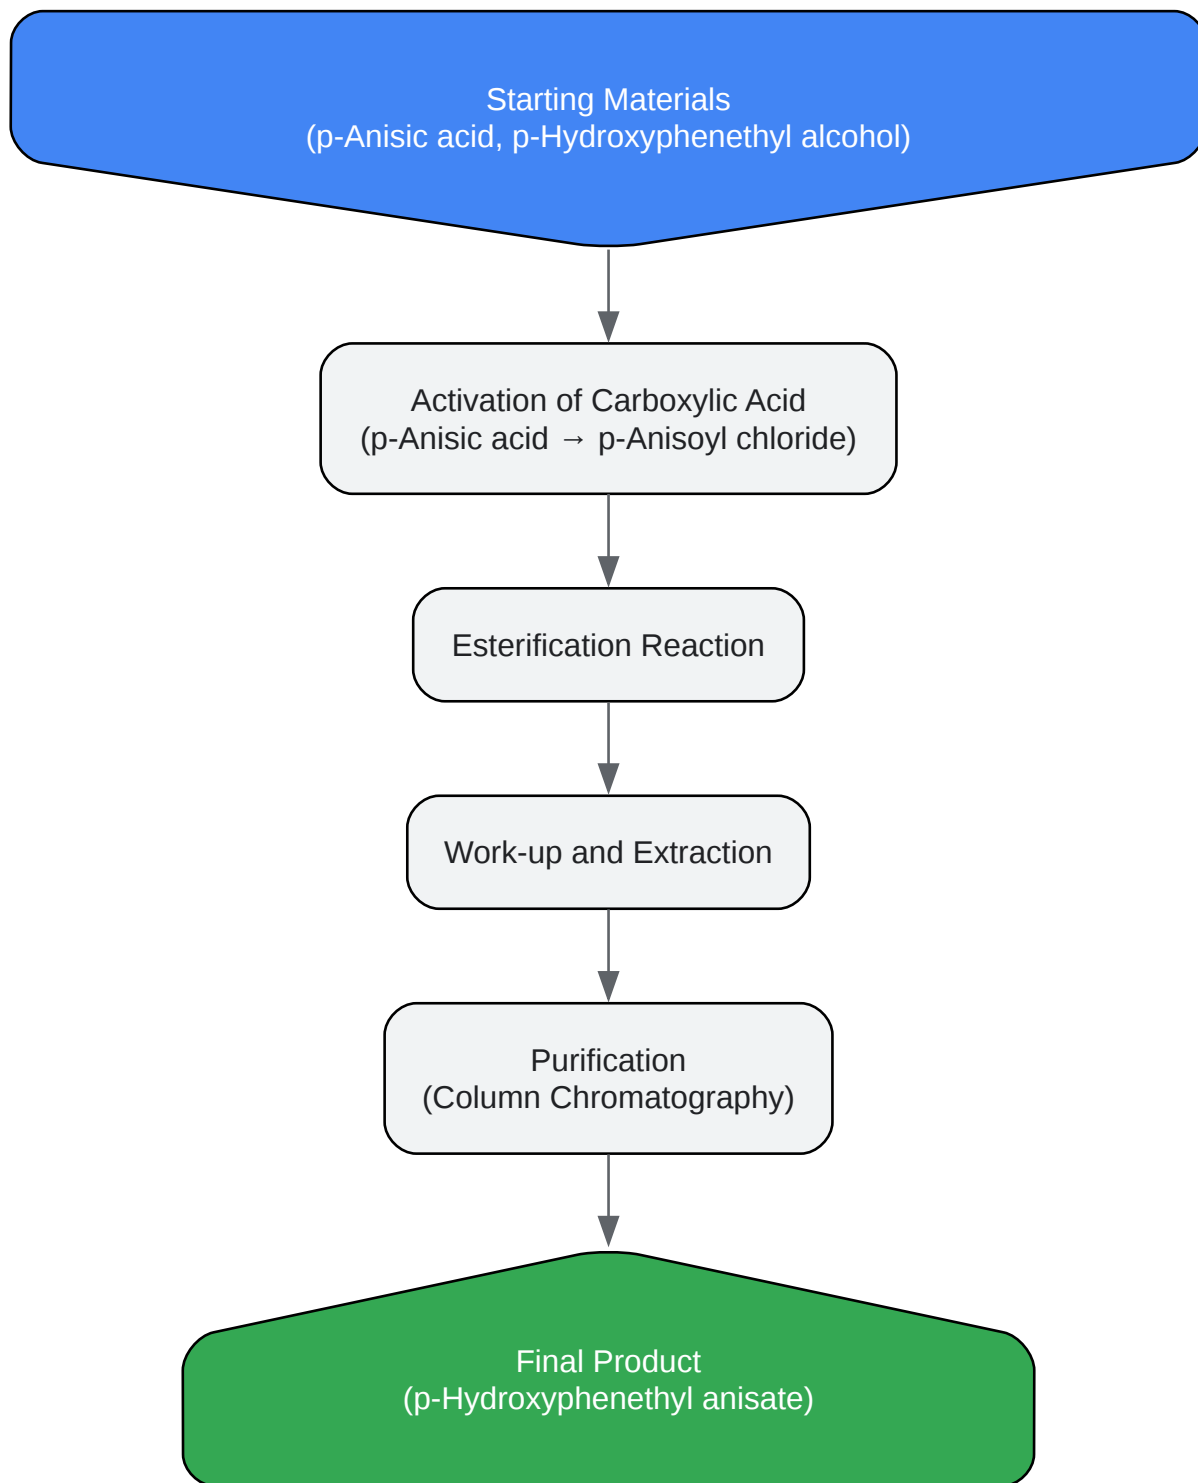 Starting Materials
(p-Anisic acid, p-Hydroxyphenethyl alcohol)
Activation of Carboxylic Acid
(p-Anisic acid → p-Anisoyl chloride)
Esterification Reaction
Work-up and Extraction
Purification
(Column Chromatography)
Final Product
(p-Hydroxyphenethyl anisate)